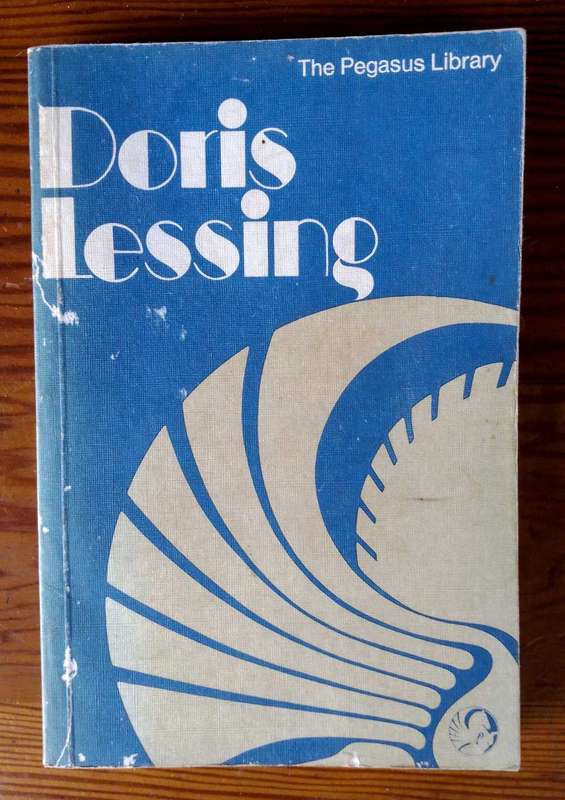 The Pegasus Library
Doris
Lessing